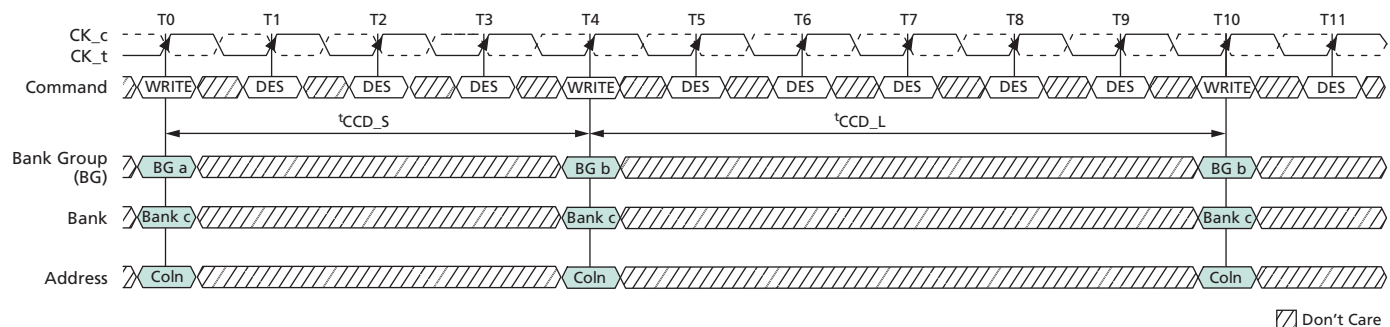 T0 T1 T2 T3 T4 T5 T6 T7 T8 T9 T10 T11
CK_c
CK_t
Command WRITE DES DES DES WRITE DES DES DES DES DES WRITE DES
tCCD_S tCCD_L
Bank Group
(BG) BG a BG b BG b
Bank Bank c Bank c Bank c
Address Coln Coln Coln
Don't Care